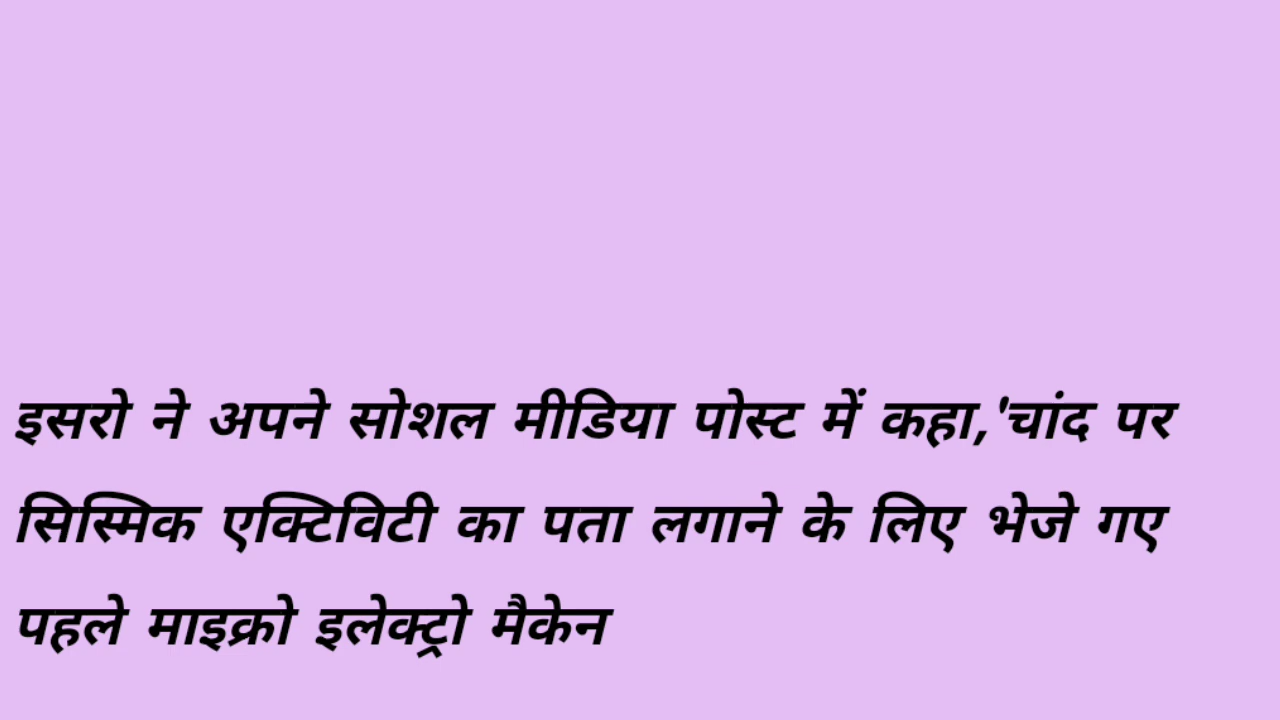 इसरो ने अपने सोशल मीडिया पोस्ट में कहा,'चांद पर
सिस्मिक एक्टिविटी का पता लगाने के लिए भेजे गए
पहले माइक्रो इलेक्ट्रो मैकेन